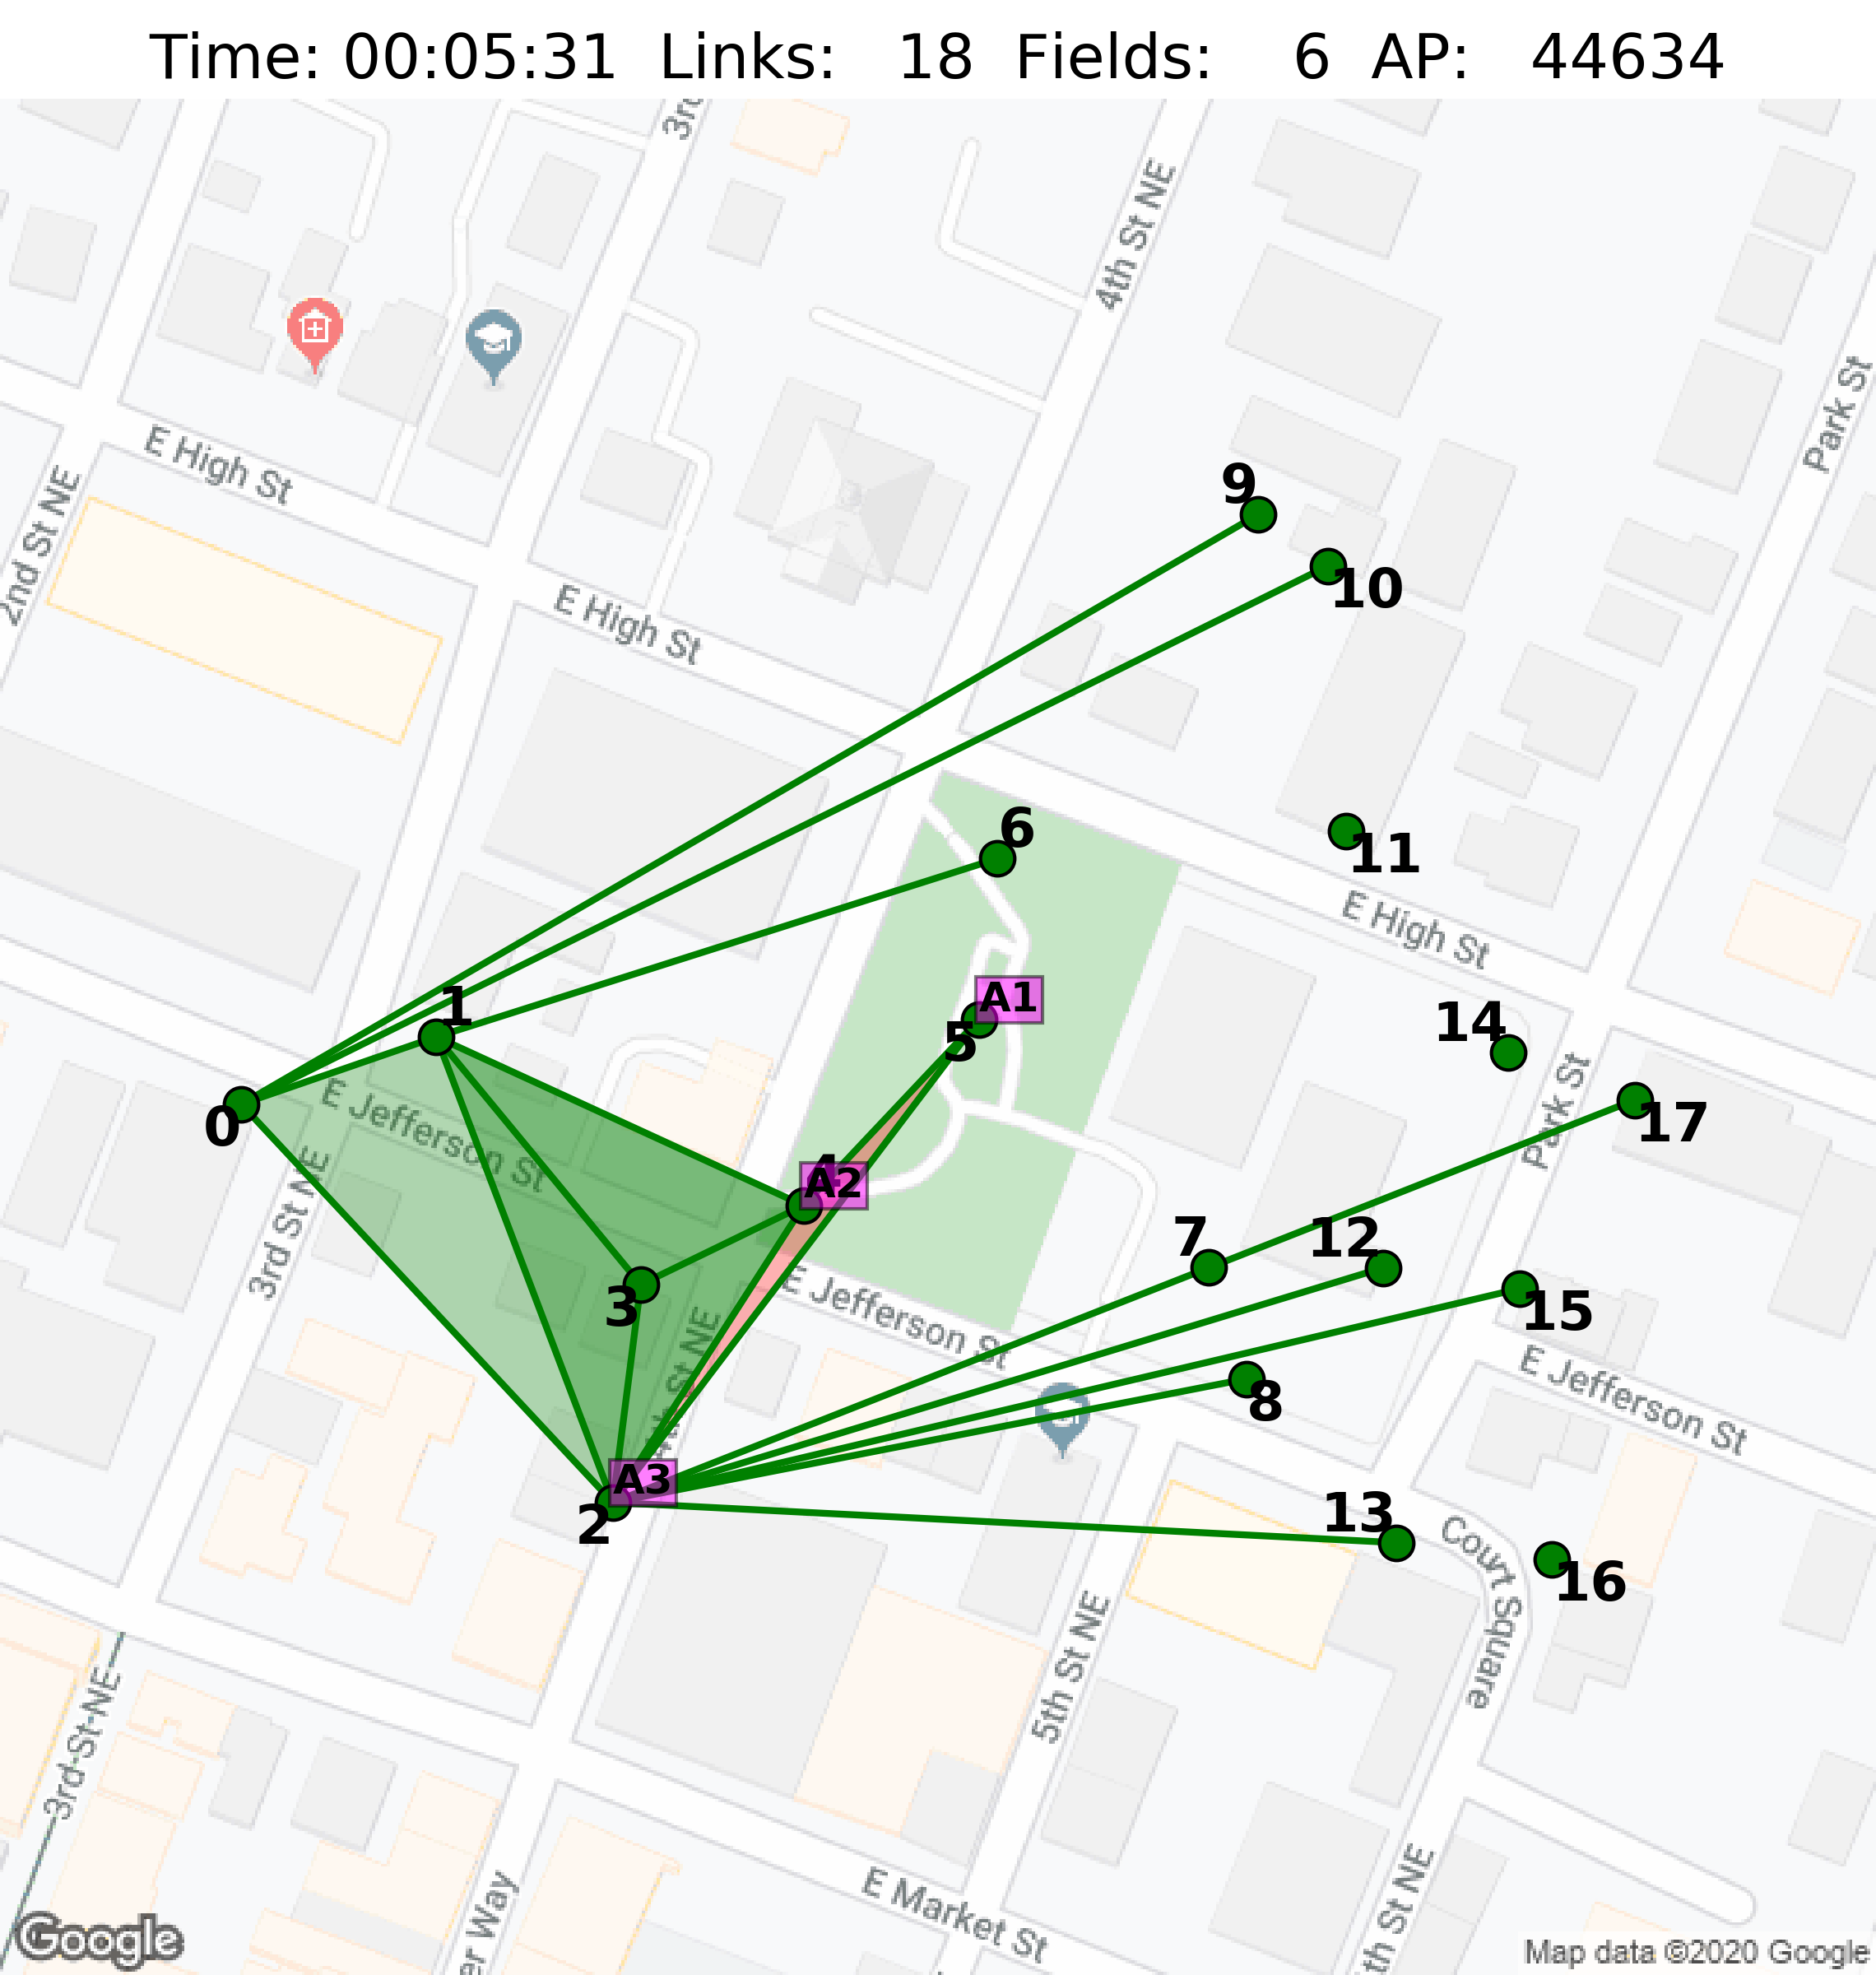 Time: 00:05:31 Links: 18 Fields: 6 AP: 44634
3rd
4th St NE
Park St
E High St
2nd St NE
9
10
E High St
6
11
E High St
1
A1
5
14
0
E Jefferson St
3rd St NE
4
A2
Park St
17
7
12
3
E Jefferson St
15
4th St NE
8
E Jefferson St
A3
2
13
Court Square
16
5th St NE
3rd St NE
E Market St
Google
Map data ©2020 Google